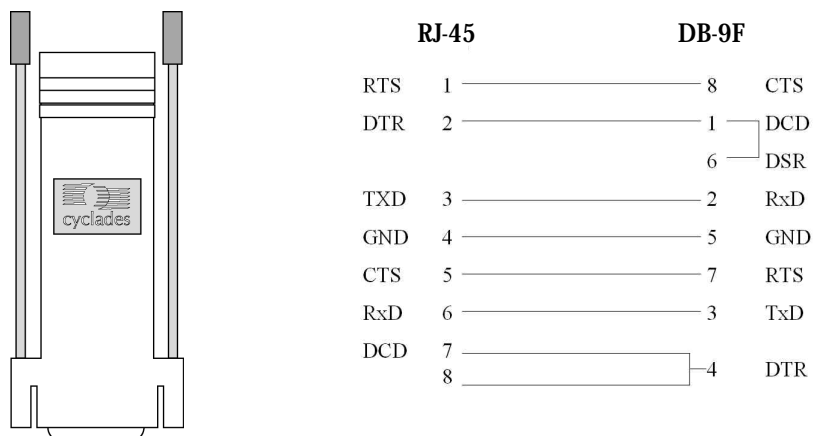 RJ-45 DB-9F
RTS 1 8 CTS
DTR 2 1 DCD
6 DSR
cyclades
TXD 3 2 RxD
GND 4 5 GND
CTS 5 7 RTS
RxD 6 3 TxD
DCD 7
8 4 DTR